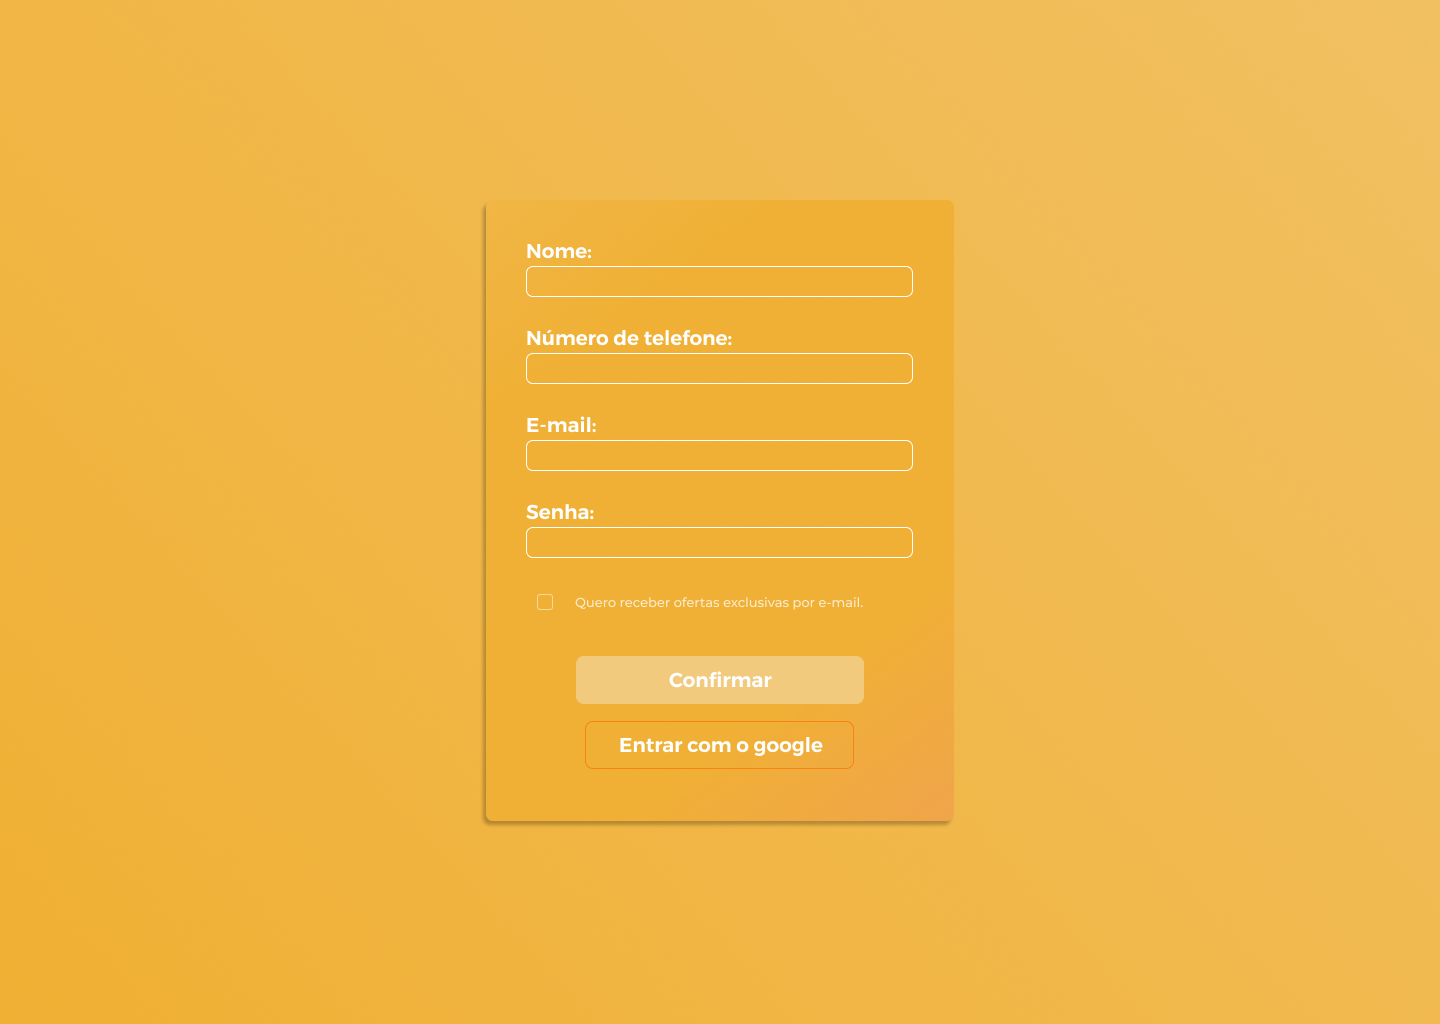 Nome:
Número de telefone:
E-mail:
Senha:
Quero receber ofertas exclusivas por e-mail.
Confirmar
Entrar com o google